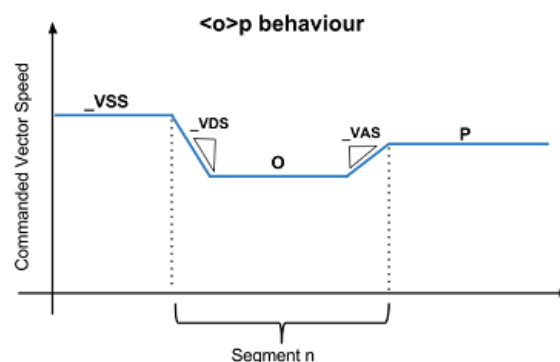 <o>p behaviour
Commanded Vector Speed
_VSS
_VDS
O
_VAS
P
Segment n